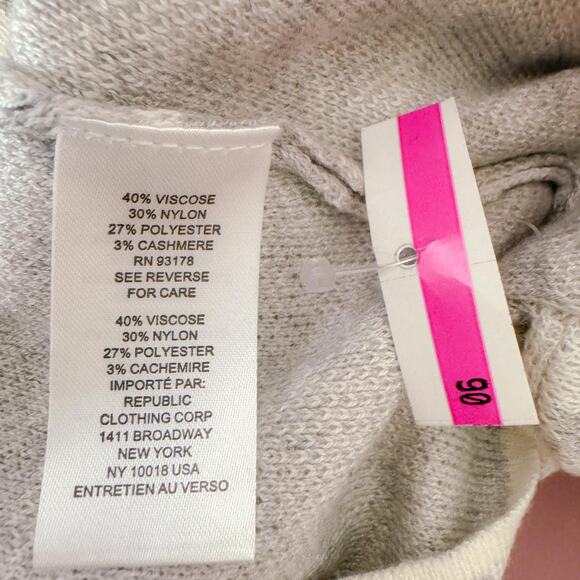 40% VISCOSE
30% NYLON
27% POLYESTER
3% CASHMERE
RN 93178
SEE REVERSE
FOR CARE
40% VISCOSE
30% NYLON
27% POLYESTER
3% CACHEMIRE
IMPORTÉ PAR:
REPUBLIC
CLOTHING CORP
1411 BROADWAY
NEW YORK
NY 10018 USA
ENTRETIEN AU VERSO
06